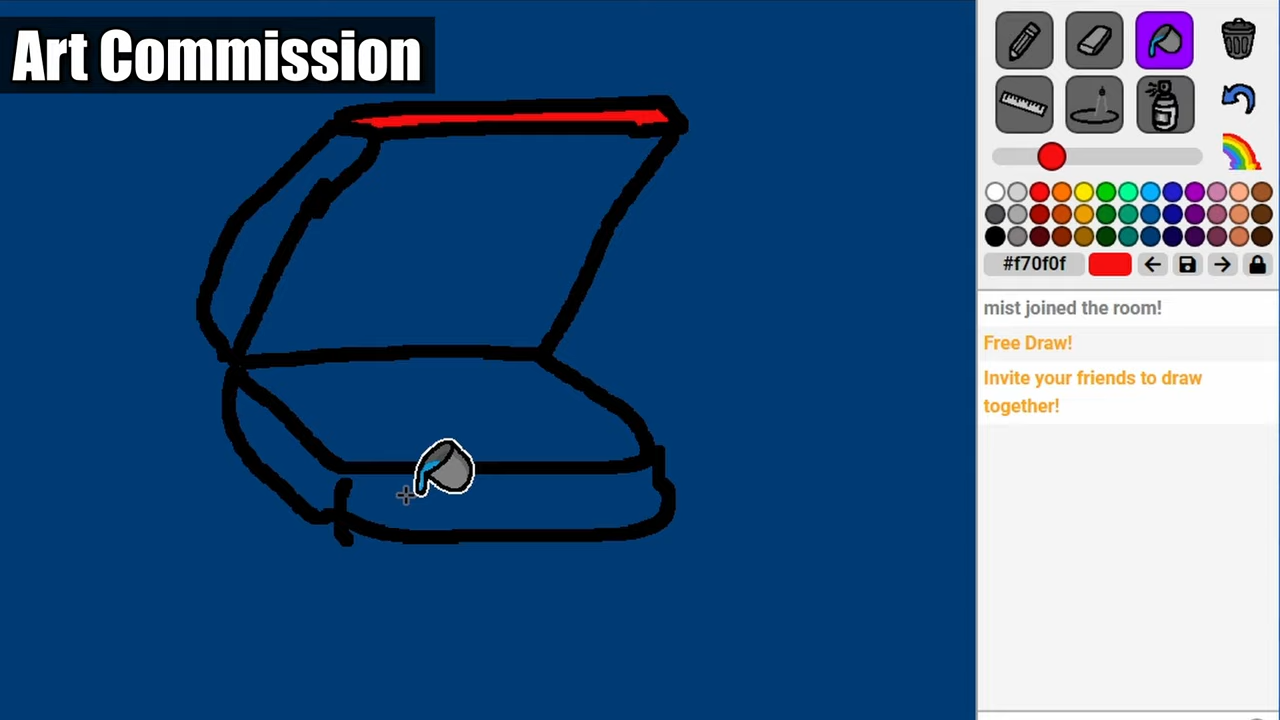 Art Commission
#f70f0f
mist joined the room!
Free Draw!
Invite your friends to draw
together!